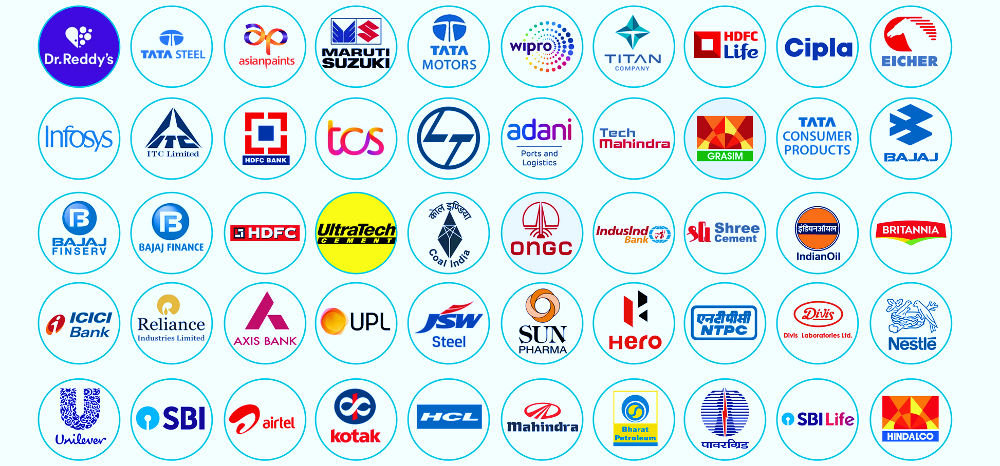 Dr.Reddy's
TATA STEEL
ap
asianpaints
MARUTI
SUZUKI
TATA
MOTORS
wipro
TITAN
COMPANY
HDFC
Life
Cipla
EICHER
Infosys
ITC
ITC Limited
HDFC BANK
tcs
LT
adani
Ports and
Logistics
Tech
Mahindra
GRASIM
TATA
CONSUMER
PRODUCTS
BAJAJ
B
BAJAJ
FINSERV
B
BAJAJ FINANCE
HDFC
UltraTech
CEMENT
कोल इण्डिया
Coal India
ONGC
IndusInd
Bank
Shree
Cement
इंडियनऑयल
IndianOil
BRITANNIA
i ICICI
Bank
Reliance
Industries Limited
AXIS BANK
UPL
JSW
Steel
SUN
PHARMA
Hero
एनटीपीसी
NTPC
Divis
Divis Laboratories Ltd.
Nestlé
U
Unilever
SBI
airtel
kotak
HCL
Mahindra
Bharat
Petroleum
पावरग्रिड
SBI Life
HINDALCO